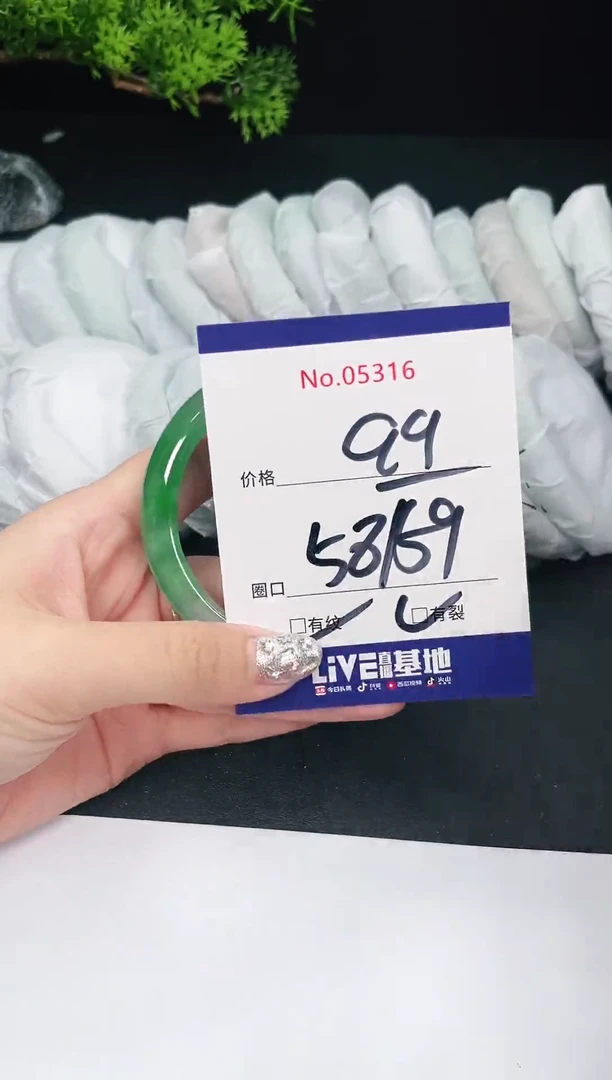 No.05316
价格 99
圈口 58/59
□有纹 □有裂
LiVE直播基地
今日头条 抖音 西瓜视频 火山